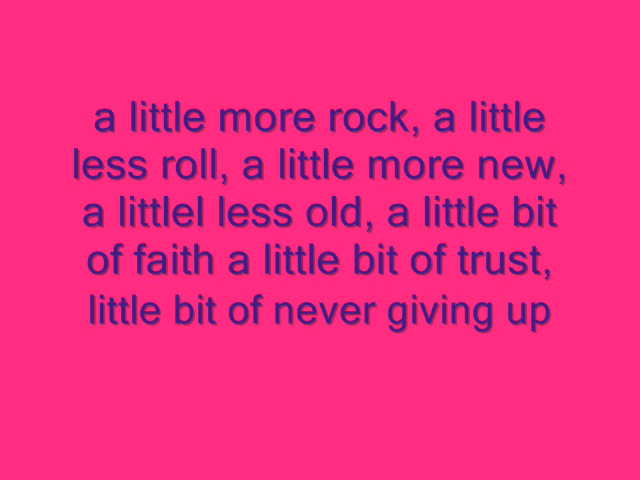 a little more rock, a little
less roll, a little more new,
a littlel less old, a little bit
of faith a little bit of trust,
little bit of never giving up